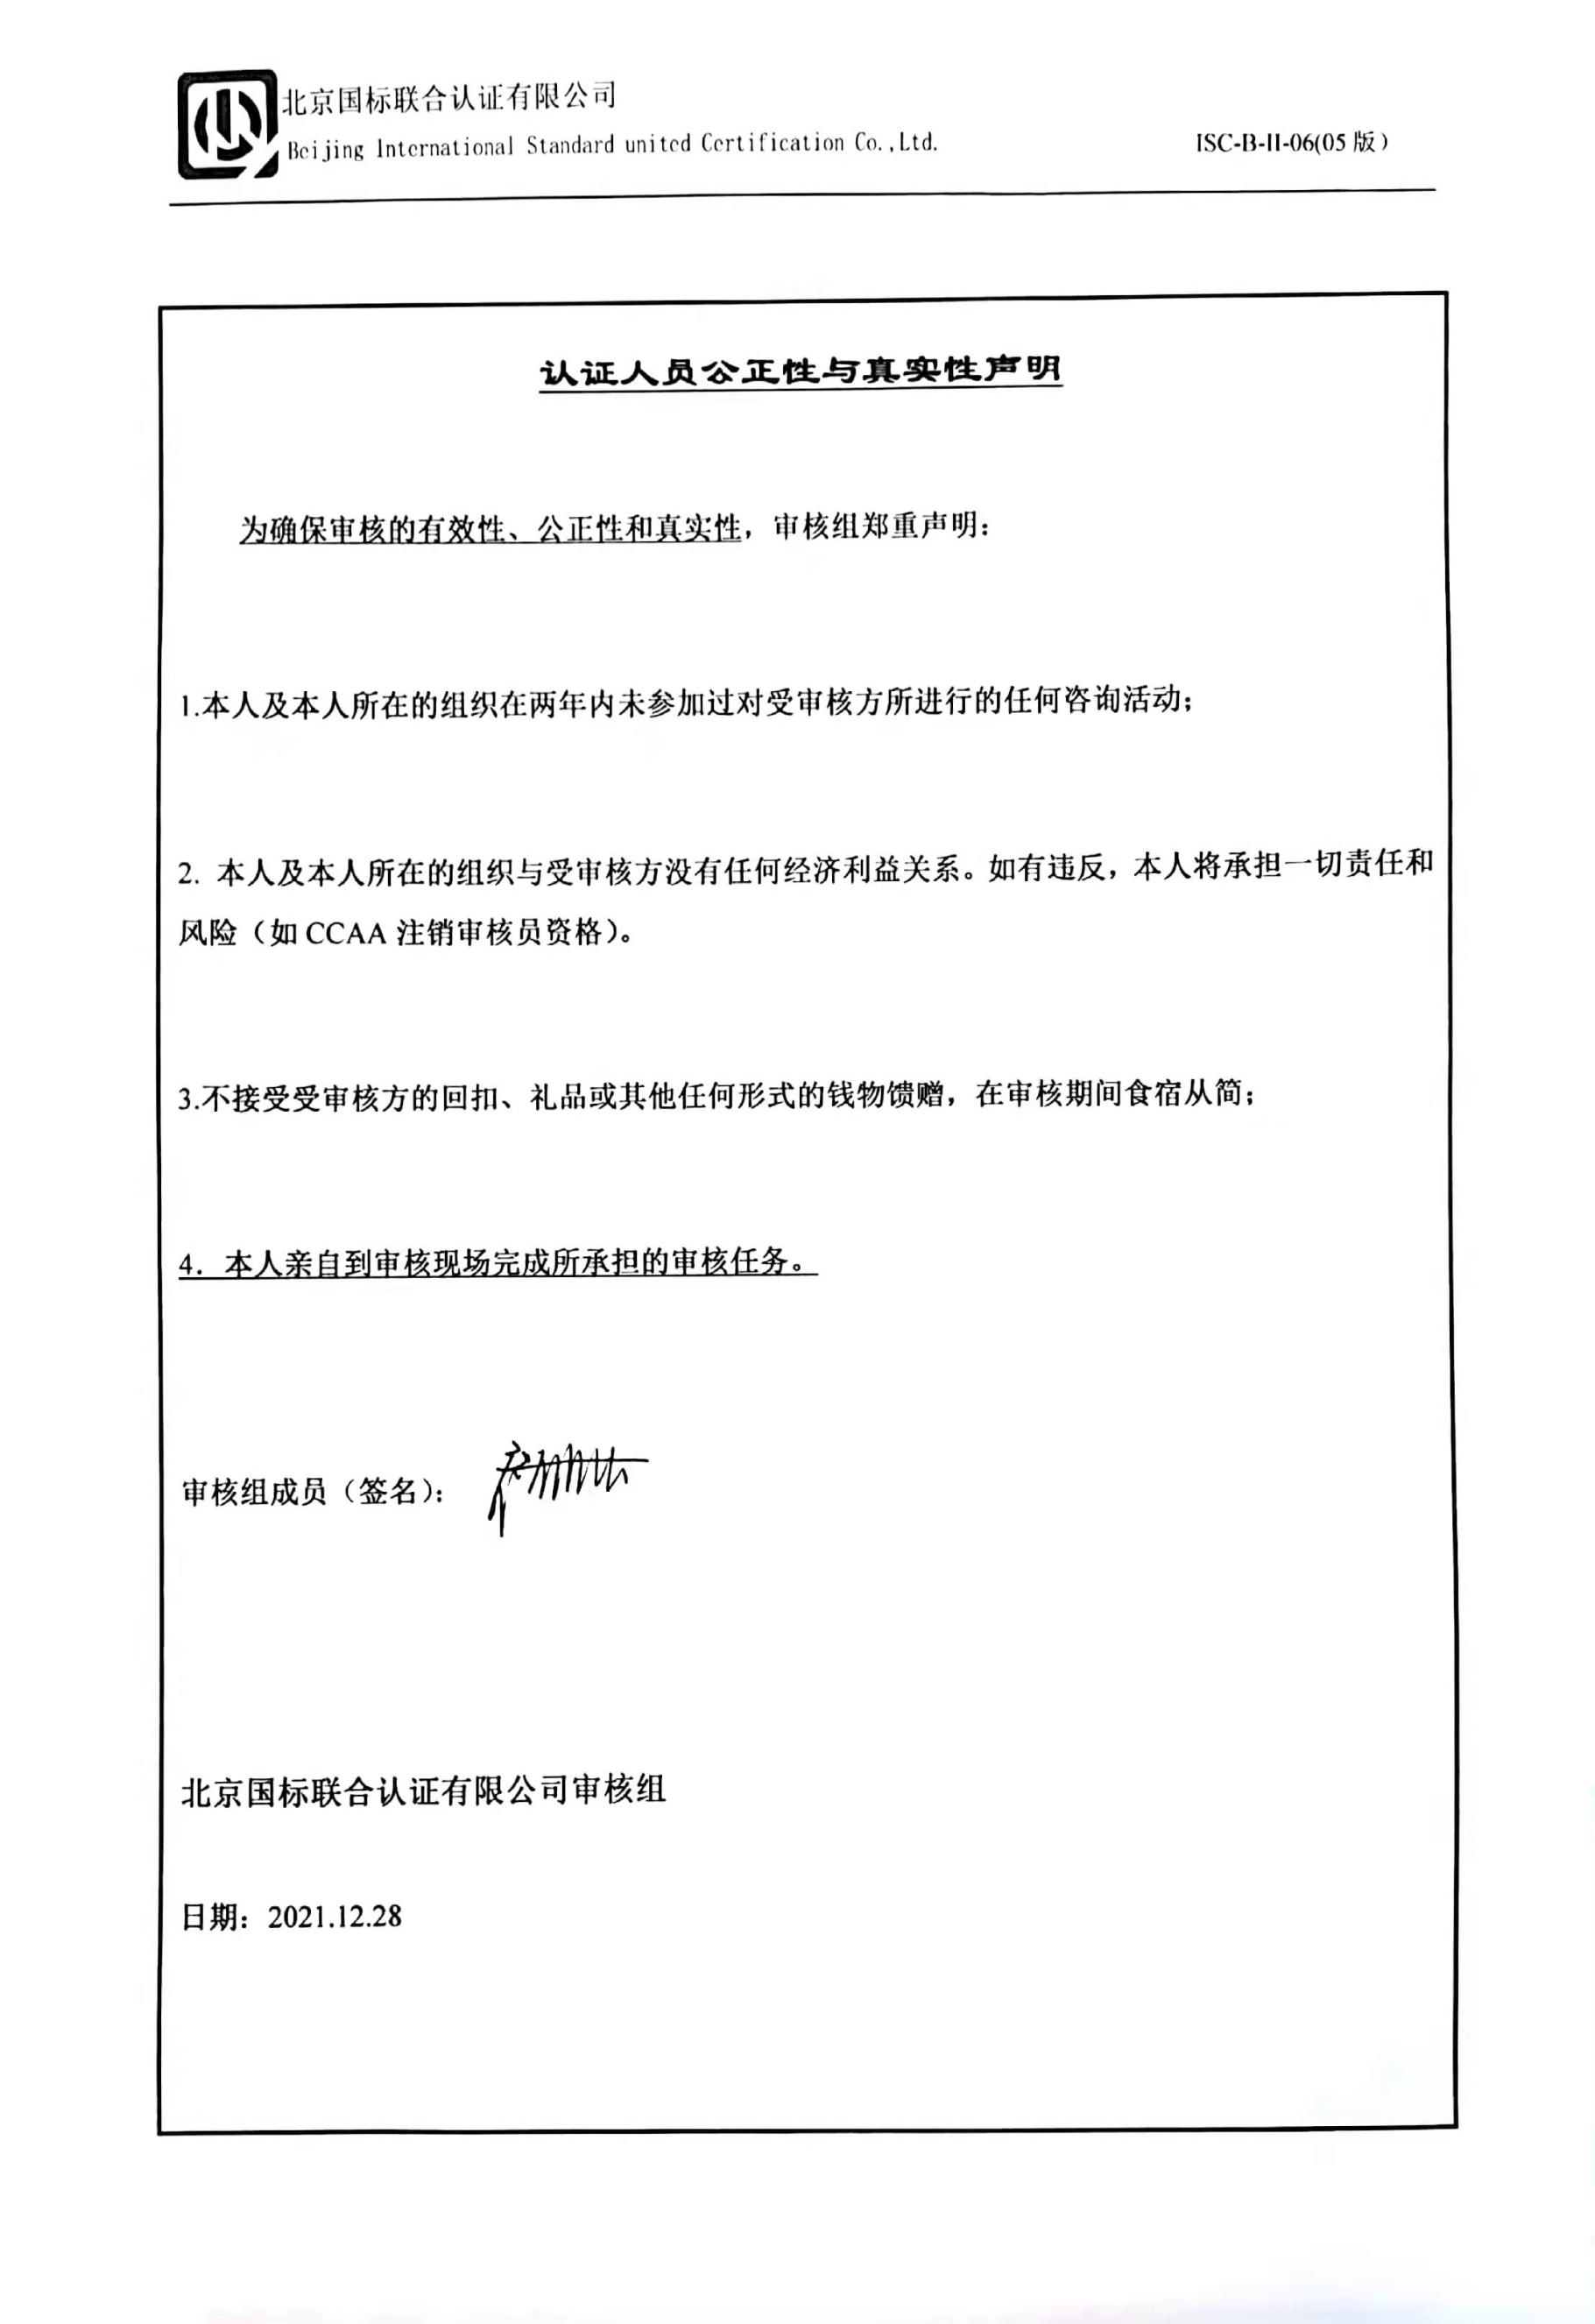 北京国标联合认证有限公司
Beijing International Standard united Certification Co.,Ltd.
ISC-B-II-06(05版)
认证人员公正性与真实性声明
为确保审核的有效性、公正性和真实性，审核组郑重声明：
1.本人及本人所在的组织在两年内未参加过对受审核方所进行的任何咨询活动；
2. 本人及本人所在的组织与受审核方没有任何经济利益关系。如有违反，本人将承担一切责任和
风险（如 CCAA 注销审核员资格）。
3.不接受受审核方的回扣、礼品或其他任何形式的钱物馈赠，在审核期间食宿从简；
4. 本人亲自到审核现场完成所承担的审核任务。
审核组成员（签名）：
北京国标联合认证有限公司审核组
日期：2021.12.28